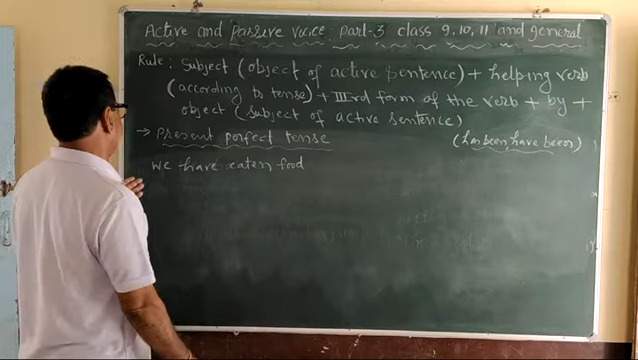 Active and passive voice part-3 class 9,10,11 and general
Rule: Subject (object of active sentence) + helping verb
(according to tense) + IIIrd form of the verb + by +
object (subject of active sentence)
→ Present perfect tense (has been, have been)
We have eaten food